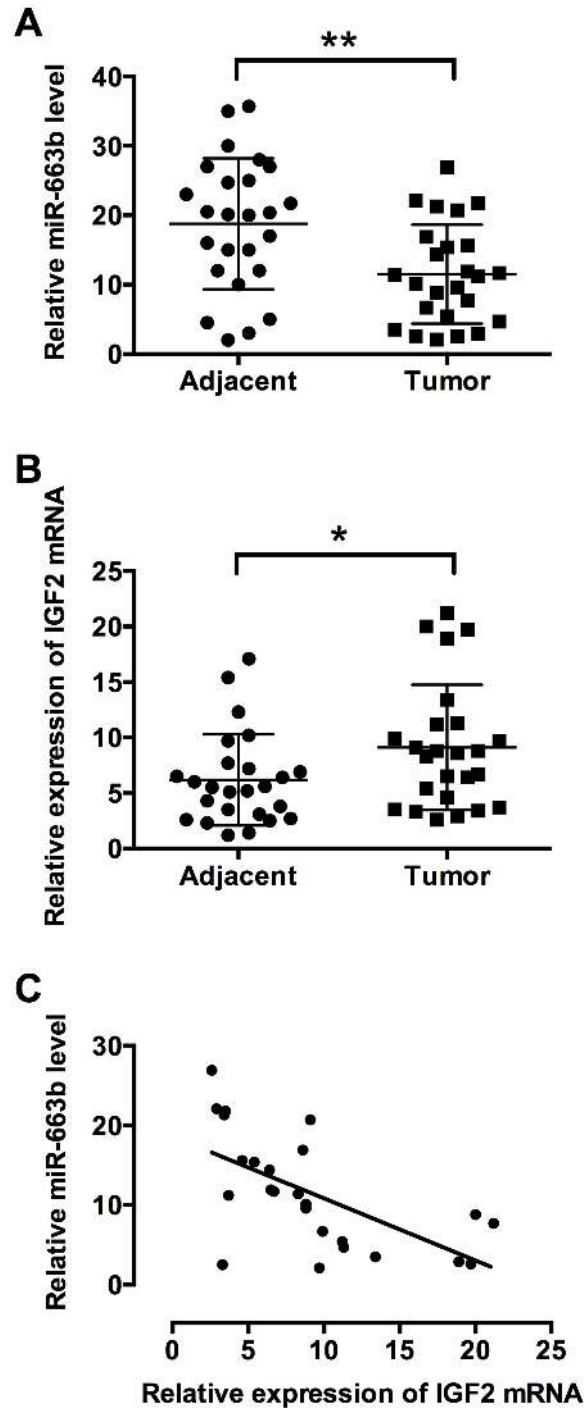 A
**
Relative miR-663b level
40
30
20
10
0
Adjacent
Tumor
B
*
Relative expression of IGF2 mRNA
25
20
15
10
5
0
Adjacent
Tumor
C
Relative miR-663b level
30
20
10
0
0 5 10 15 20 25
Relative expression of IGF2 mRNA